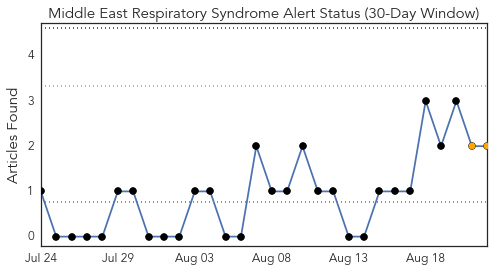 Middle East Respiratory Syndrome Alert Status (30-Day Window)
Articles Found
4
3
2
1
0
Jul 24 Jul 29 Aug 03 Aug 08 Aug 13 Aug 18